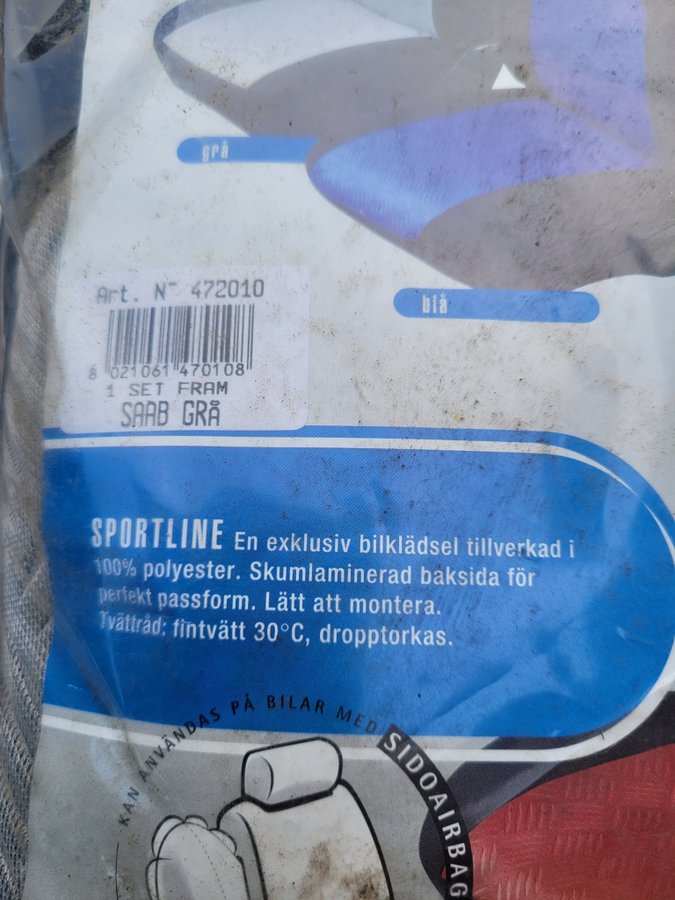 grå
blå
Art. Nr 472010
8 021061 470108
1 SET FRAM
SAAB GRÅ
SPORTLINE En exklusiv bilklädsel tillverkad i
100% polyester. Skumlaminerad baksida för
perfekt passform. Lätt att montera.
Tvättråd: fintvätt 30°C, dropptorkas.
KAN ANVÄNDAS PÅ BILAR MED SIDOAIRBAG